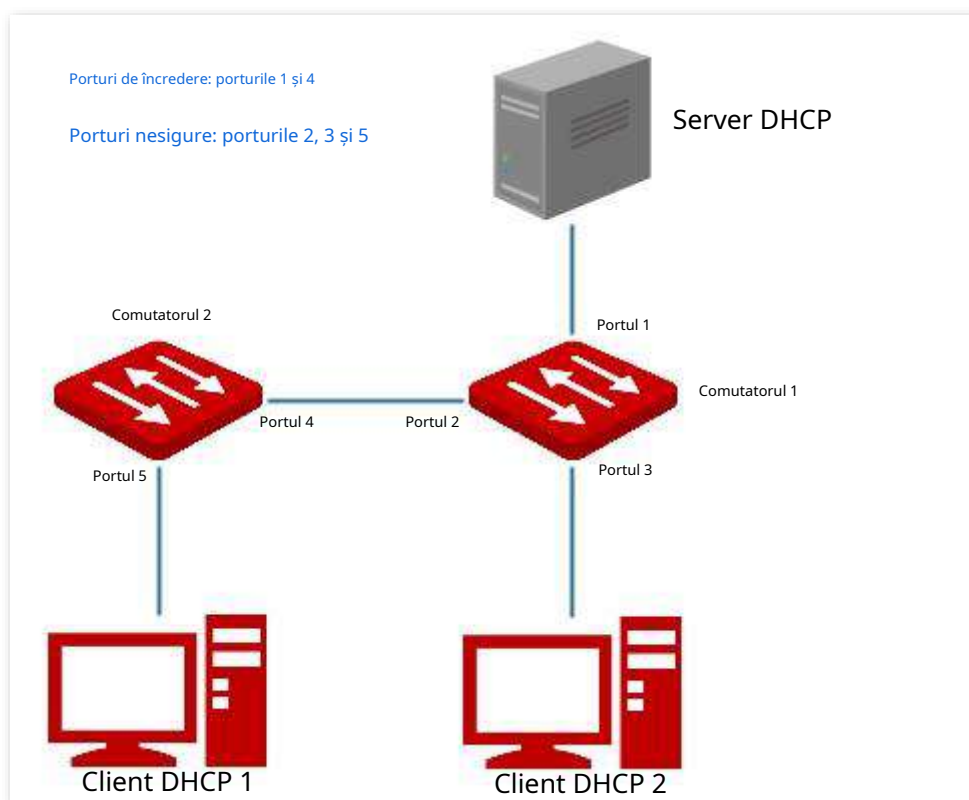 Porturi de încredere: porturile 1 și 4
Server DHCP
Porturi nesigure: porturile 2, 3 și 5
Comutatorul 2
Portul 1
Comutatorul 1
Portul 4
Portul 2
Portul 5
Portul 3
Client DHCP 1
Client DHCP 2